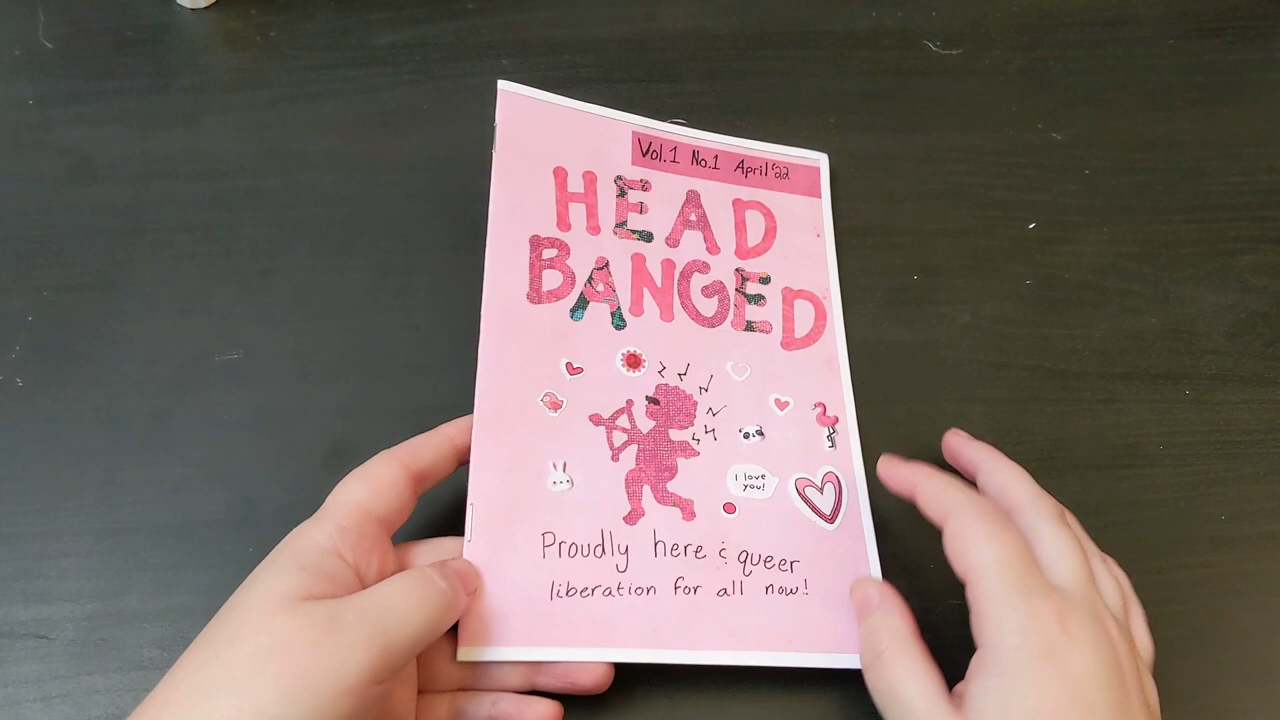 Vol.1 No.1 April '22
HEAD
BANGED
I love
you!
Proudly here & queer
liberation for all now!